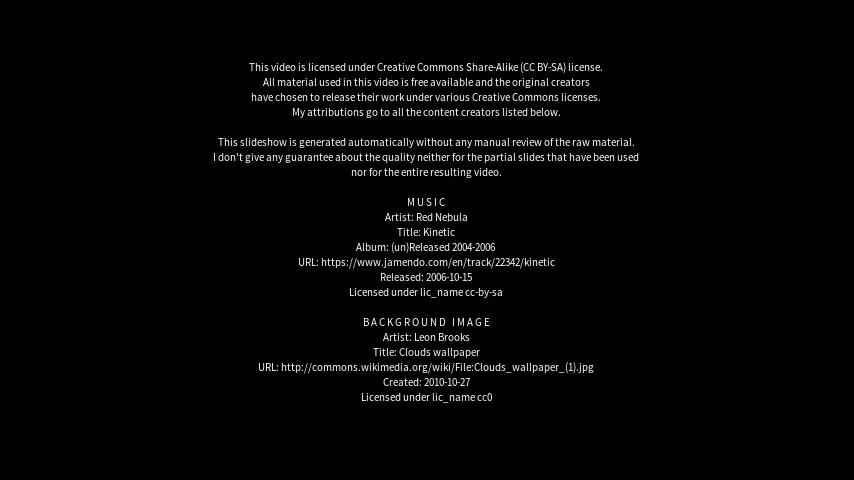 This video is licensed under Creative Commons Share-Alike (CC BY-SA) license.
All material used in this video is free available and the original creators
have chosen to release their work under various Creative Commons licenses.
My attributions go to all the content creators listed below.
This slideshow is generated automatically without any manual review of the raw material.
I don't give any guarantee about the quality neither for the partial slides that have been used
nor for the entire resulting video.
M U S I C
Artist: Red Nebula
Title: Kinetic
Album: (un)Released 2004-2006
URL: https://www.jamendo.com/en/track/22342/kinetic
Released: 2006-10-15
Licensed under lic_name cc-by-sa
B A C K G R O U N D   I M A G E
Artist: Leon Brooks
Title: Clouds wallpaper
URL: http://commons.wikimedia.org/wiki/File:Clouds_wallpaper_(1).jpg
Created: 2010-10-27
Licensed under lic_name cc0